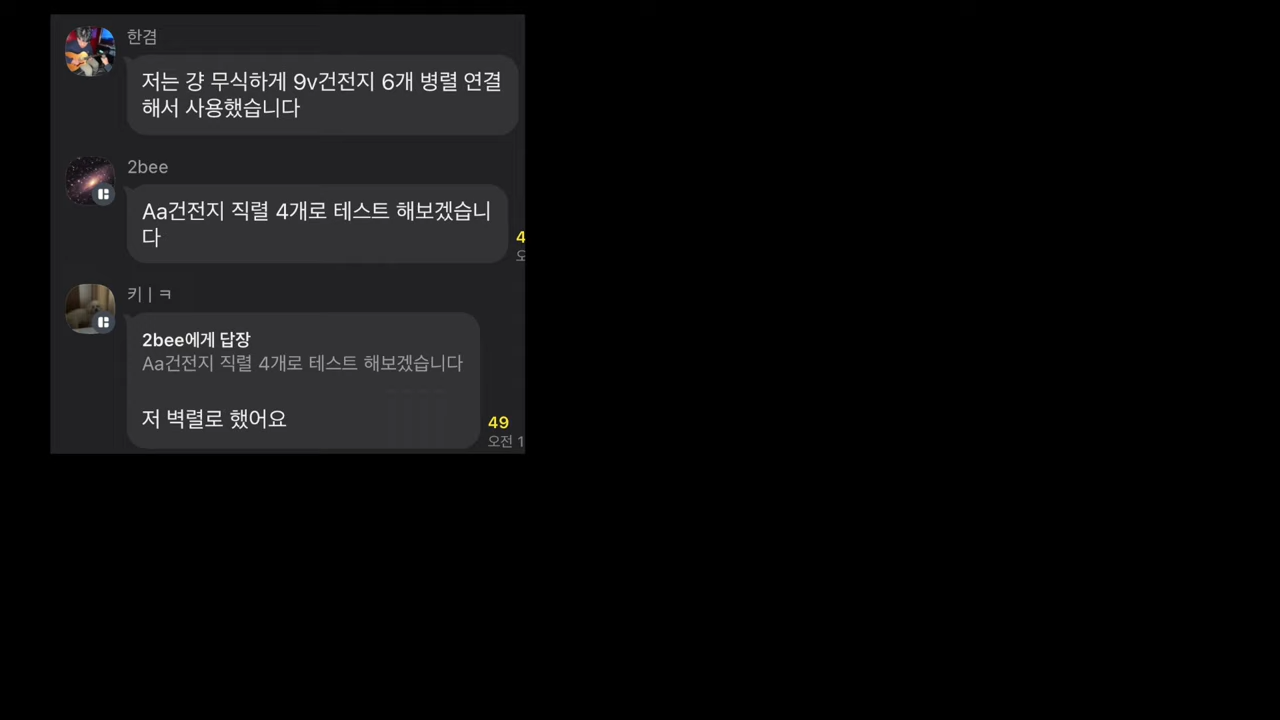 한겸
저는 걍 무식하게 9v건전지 6개 병렬 연결
해서 사용했습니다
2bee
Aa건전지 직렬 4개로 테스트 해보겠습니
다
4
오
키ㅣㅋ
2bee에게 답장
Aa건전지 직렬 4개로 테스트 해보겠습니다
저 벽렬로 했어요
49
오전 1